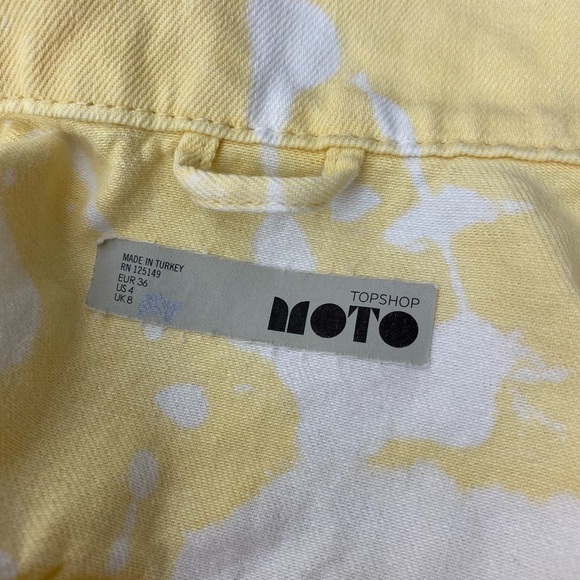 MADE IN TURKEY
RN 125149
EUR 36
US 4
UK 8
TOPSHOP
MOTO